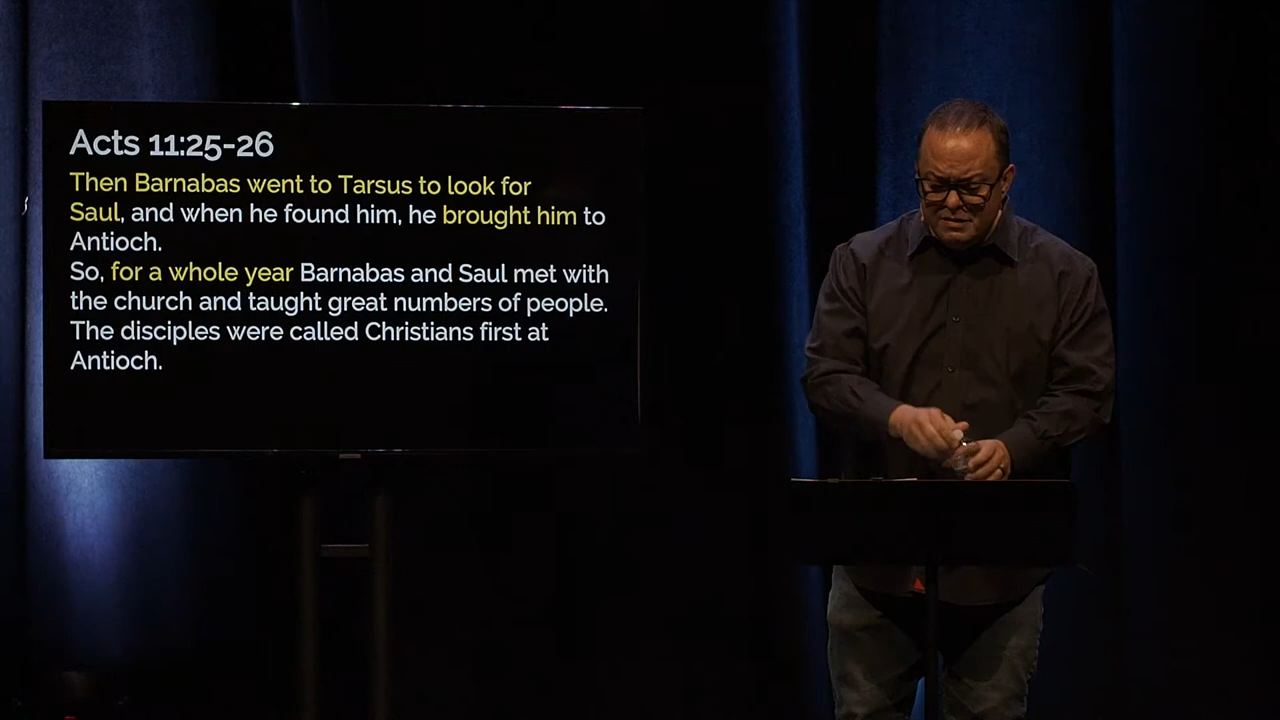 Acts 11:25-26
Then Barnabas went to Tarsus to look for
Saul, and when he found him, he brought him to
Antioch.
So, for a whole year Barnabas and Saul met with
the church and taught great numbers of people.
The disciples were called Christians first at
Antioch.